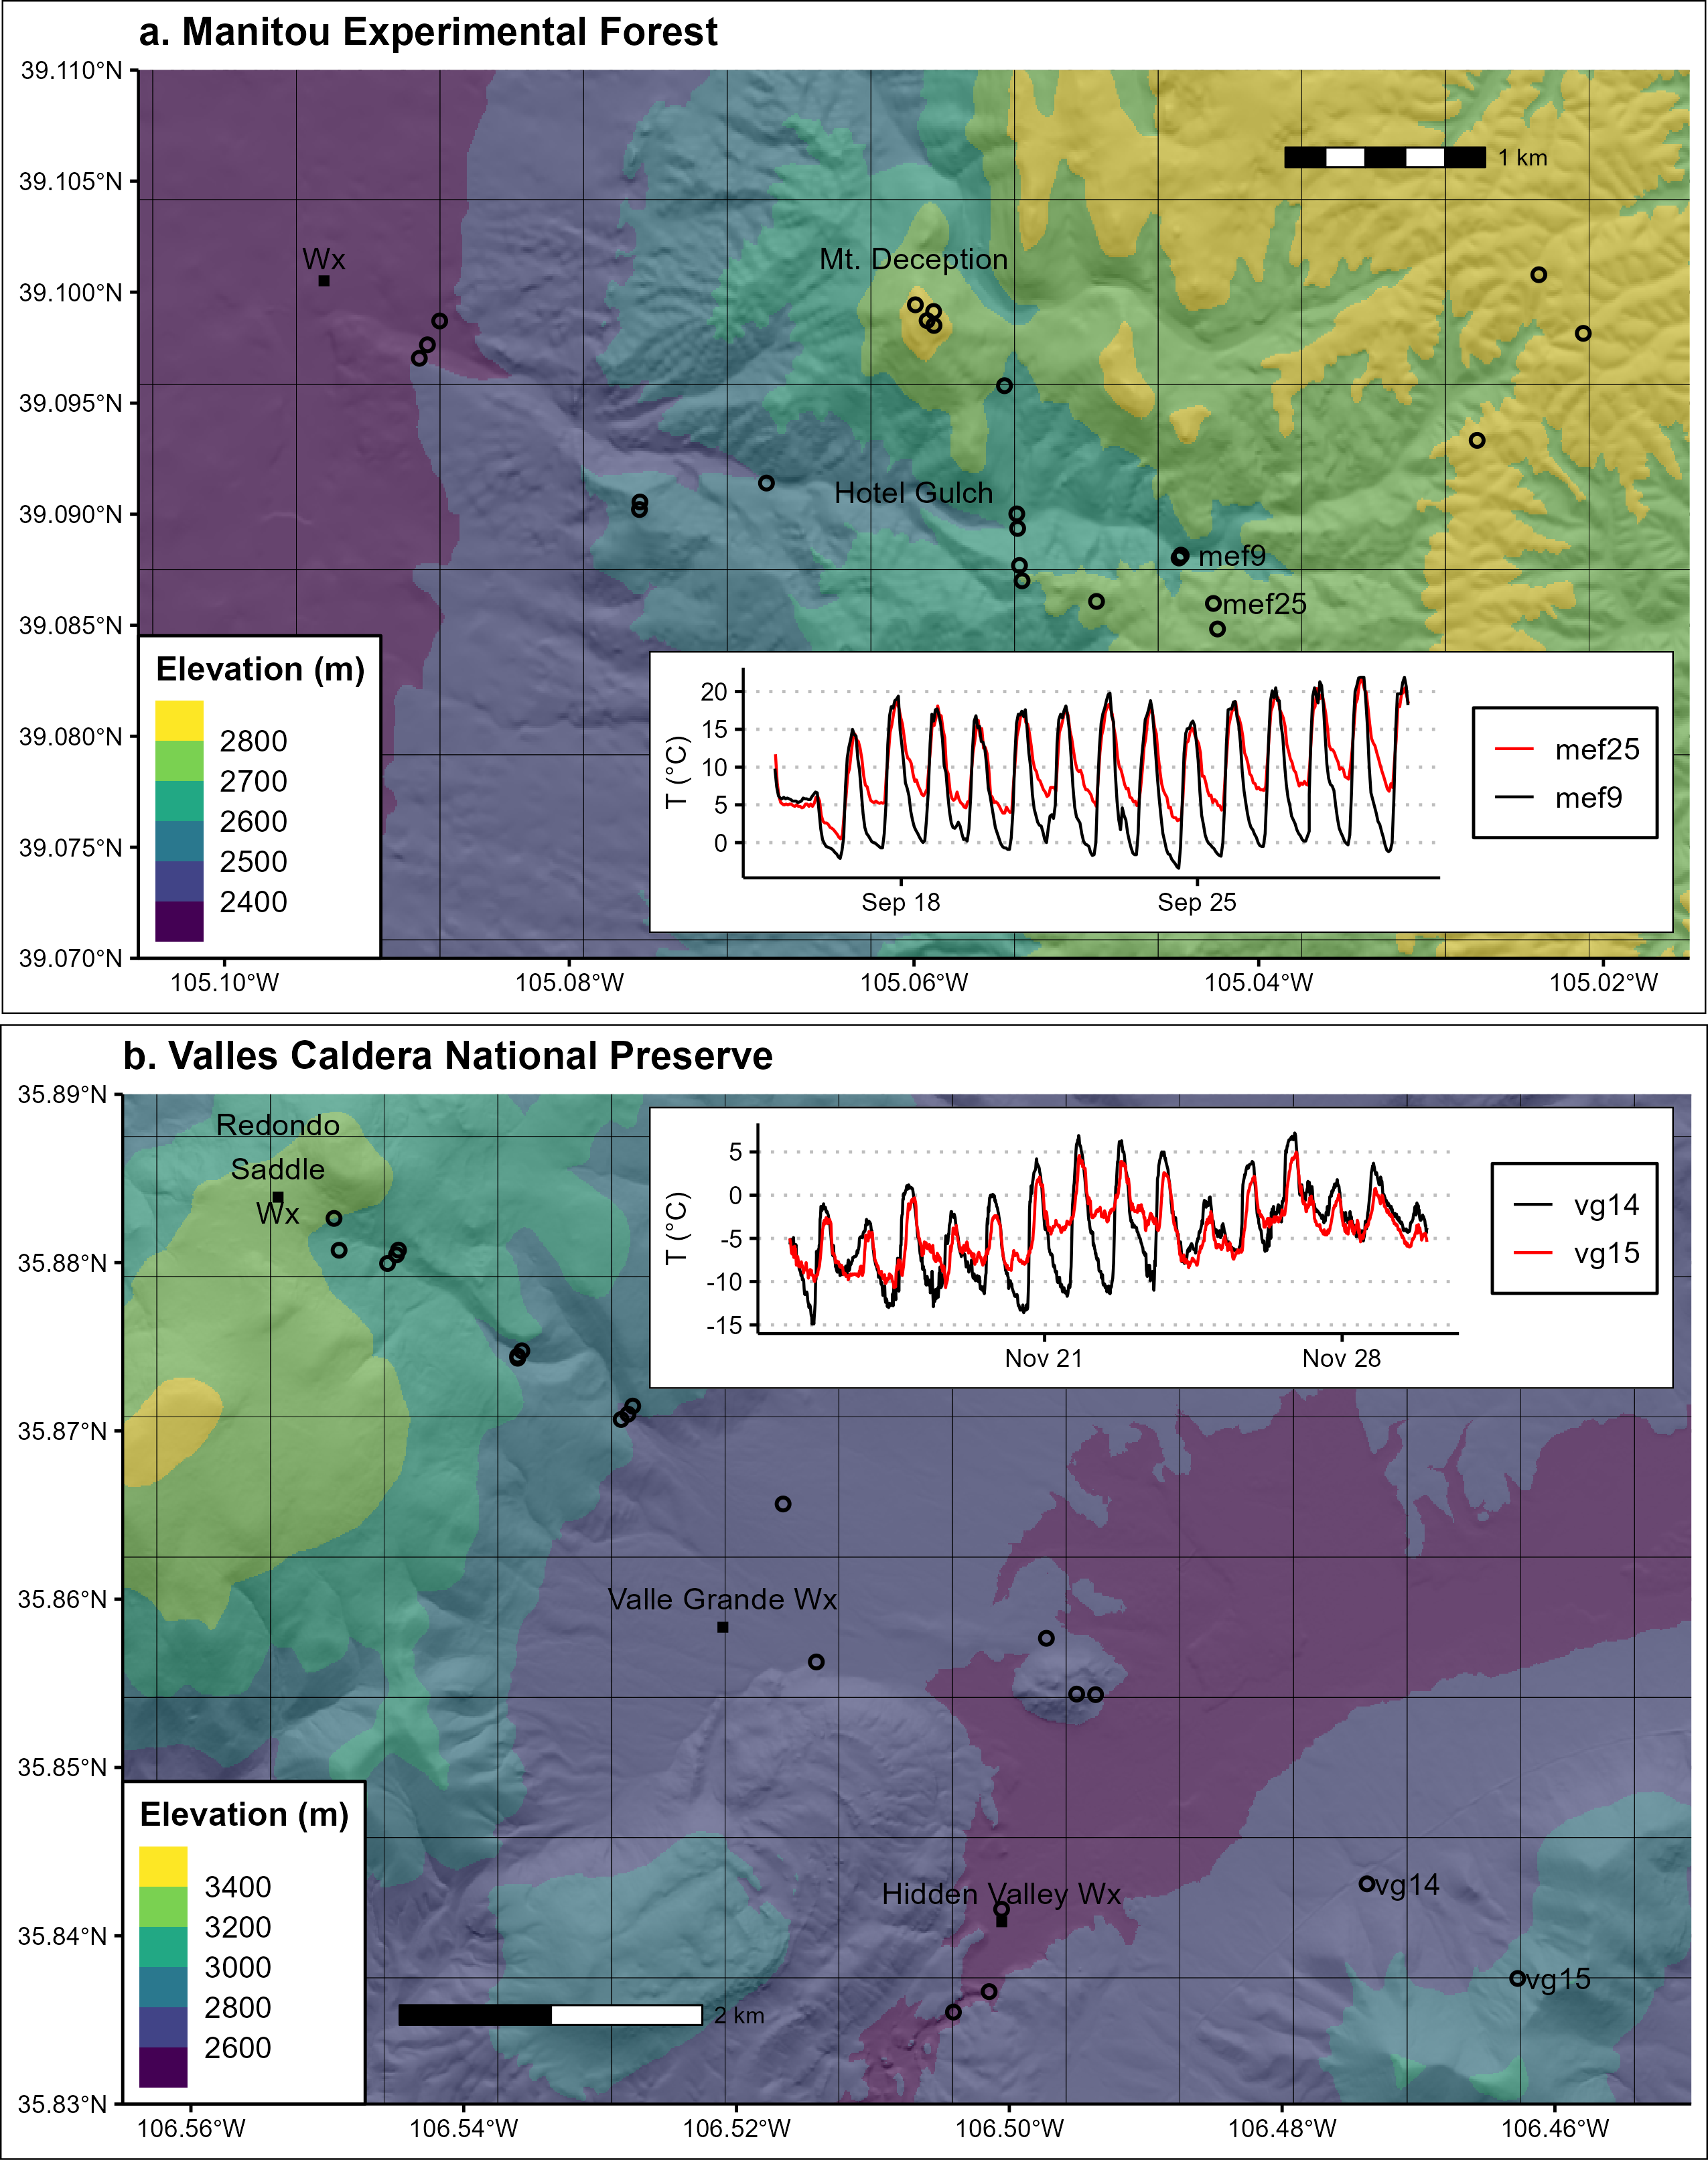 a. Manitou Experimental Forest
39.110°N
39.105°N
39.100°N
39.095°N
39.090°N
39.085°N
39.080°N
39.075°N
39.070°N
105.10°W
105.08°W
105.06°W
105.04°W
105.02°W
1 km
Wx
Mt. Deception
Hotel Gulch
mef9
mef25
Elevation (m)
2800
2700
2600
2500
2400
T (°C)
20
15
10
5
0
Sep 18
Sep 25
mef25
mef9
b. Valles Caldera National Preserve
35.89°N
35.88°N
35.87°N
35.86°N
35.85°N
35.84°N
35.83°N
106.56°W
106.54°W
106.52°W
106.50°W
106.48°W
106.46°W
Redondo
Saddle
Wx
T (°C)
5
0
-5
-10
-15
Nov 21
Nov 28
vg14
vg15
Valle Grande Wx
Hidden Valley Wx
vg14
vg15
Elevation (m)
3400
3200
3000
2800
2600
2 km